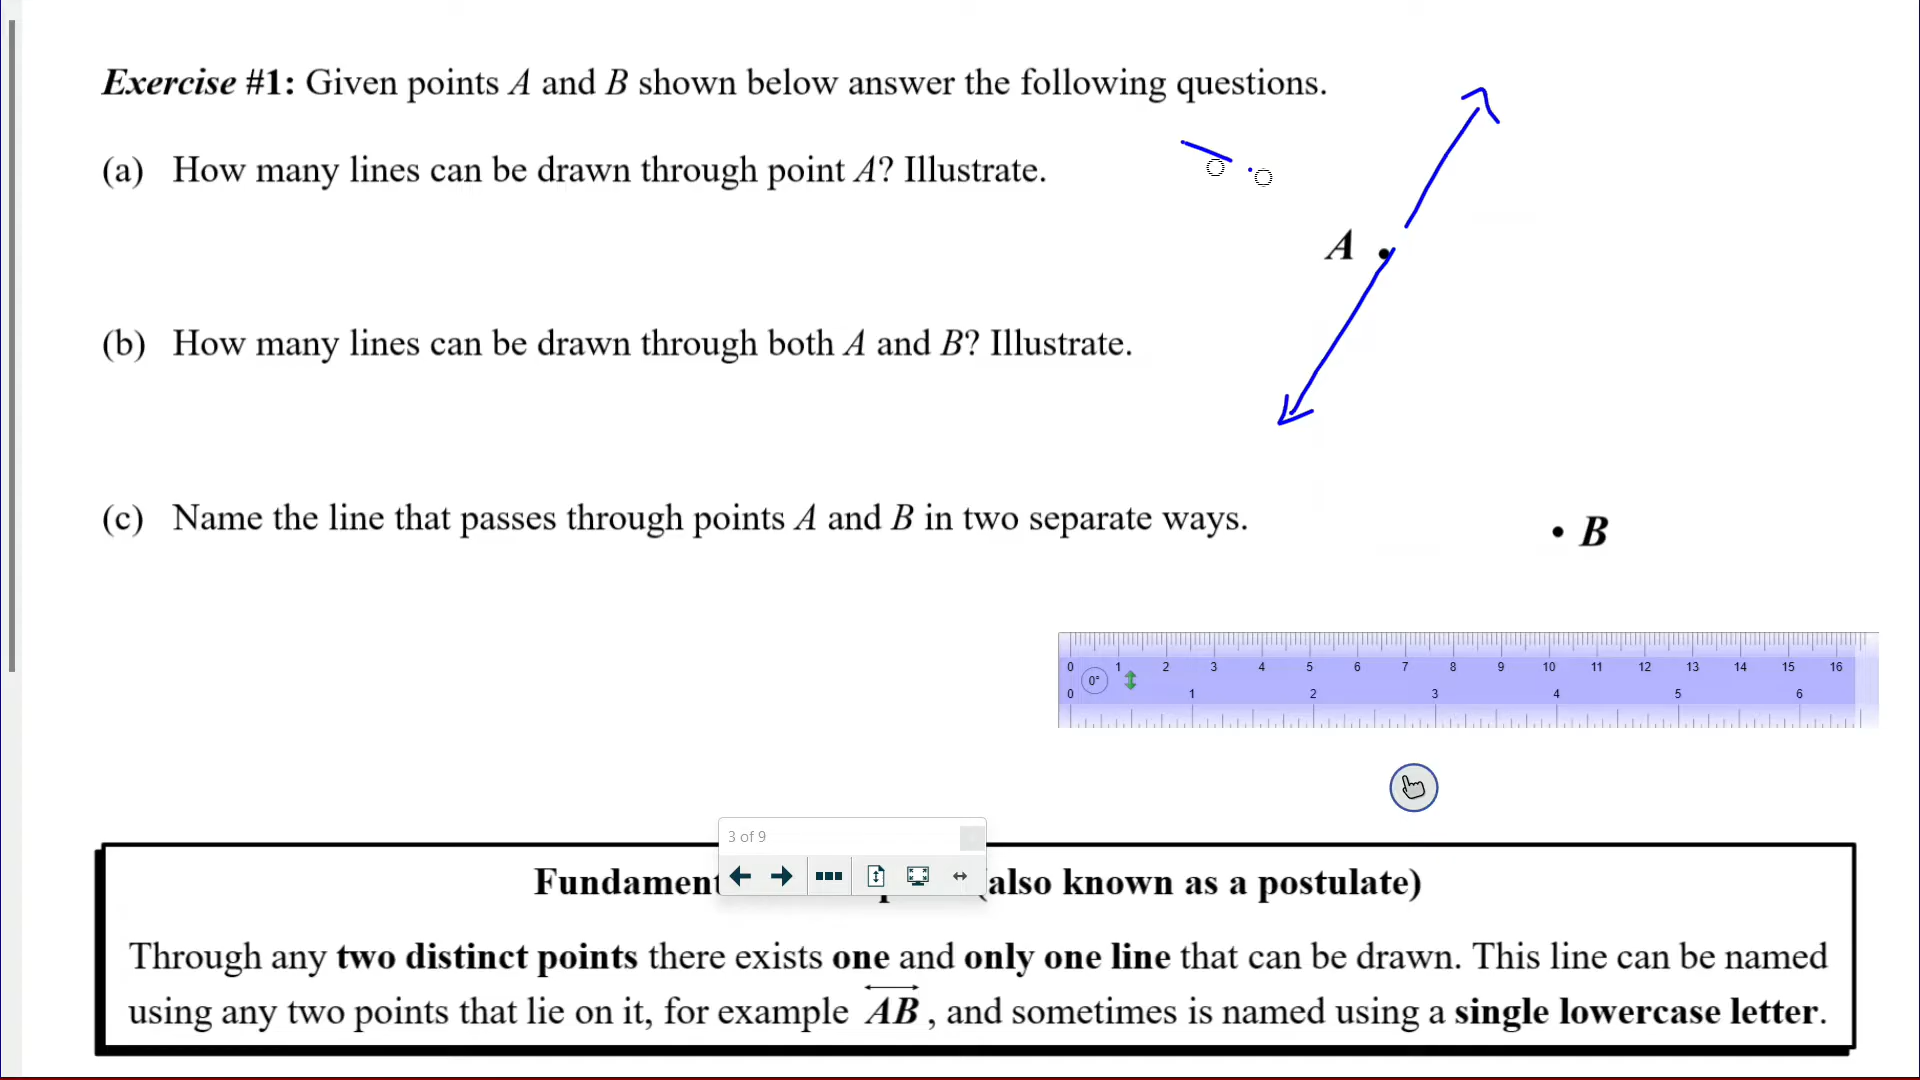 Exercise #1: Given points A and B shown below answer the following questions.
(a) How many lines can be drawn through point A? Illustrate.
A
(b) How many lines can be drawn through both A and B? Illustrate.
(c) Name the line that passes through points A and B in two separate ways.
B
0 1 2 3 4 5 6 7 8 9 10 11 12 13 14 15 16
0°
0 1 2 3 4 5 6
3 of 9
Fundament (also known as a postulate)
Through any two distinct points there exists one and only one line that can be drawn. This line can be named
using any two points that lie on it, for example AB, and sometimes is named using a single lowercase letter.